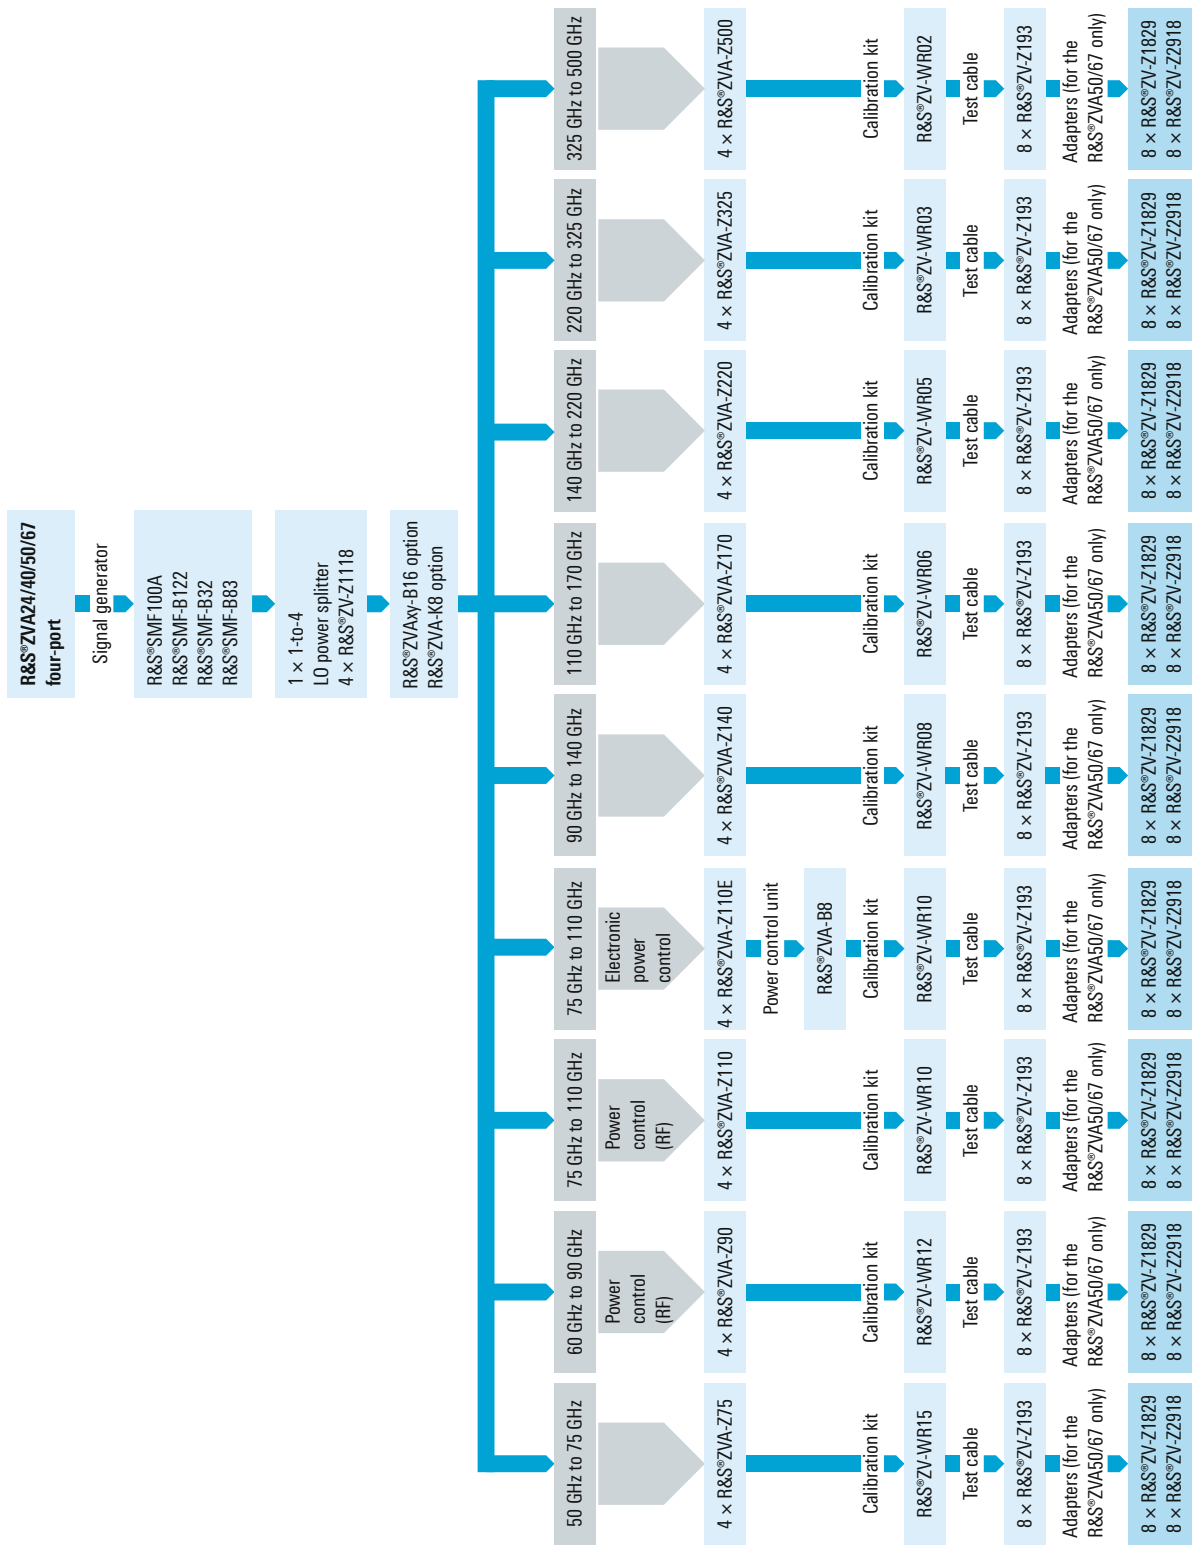 R&S®ZVA24/40/50/67
four-port
Signal generator
R&S®SMF100A
R&S®SMF-B122
R&S®SMF-B32
R&S®SMF-B83
1 × 1-to-4
LO power splitter
4 × R&S®ZV-Z1118
R&S®ZVAxy-B16 option
R&S®ZVA-K8 option
50 GHz to 75 GHz
4 × R&S®ZVA-Z75
Calibration kit
R&S®ZV-WR15
Test cable
8 × R&S®ZV-Z193
Adapters (for the
R&S®ZVA50/67 only)
8 × R&S®ZV-Z1829
8 × R&S®ZV-Z2918
60 GHz to 90 GHz
Power
control
(RF)
4 × R&S®ZVA-Z90
Calibration kit
R&S®ZV-WR12
Test cable
8 × R&S®ZV-Z193
Adapters (for the
R&S®ZVA50/67 only)
8 × R&S®ZV-Z1829
8 × R&S®ZV-Z2918
75 GHz to 110 GHz
Power
control
(RF)
4 × R&S®ZVA-Z110
Calibration kit
R&S®ZV-WR10
Test cable
8 × R&S®ZV-Z193
Adapters (for the
R&S®ZVA50/67 only)
8 × R&S®ZV-Z1829
8 × R&S®ZV-Z2918
75 GHz to 110 GHz
Electronic
power
control
4 × R&S®ZVA-Z110E
Power control unit
R&S®ZVA-B8
Calibration kit
R&S®ZV-WR10
Test cable
8 × R&S®ZV-Z193
Adapters (for the
R&S®ZVA50/67 only)
8 × R&S®ZV-Z1829
8 × R&S®ZV-Z2918
90 GHz to 140 GHz
4 × R&S®ZVA-Z140
Calibration kit
R&S®ZV-WR08
Test cable
8 × R&S®ZV-Z193
Adapters (for the
R&S®ZVA50/67 only)
8 × R&S®ZV-Z1829
8 × R&S®ZV-Z2918
110 GHz to 170 GHz
4 × R&S®ZVA-Z170
Calibration kit
R&S®ZV-WR06
Test cable
8 × R&S®ZV-Z193
Adapters (for the
R&S®ZVA50/67 only)
8 × R&S®ZV-Z1829
8 × R&S®ZV-Z2918
140 GHz to 220 GHz
4 × R&S®ZVA-Z220
Calibration kit
R&S®ZV-WR05
Test cable
8 × R&S®ZV-Z193
Adapters (for the
R&S®ZVA50/67 only)
8 × R&S®ZV-Z1829
8 × R&S®ZV-Z2918
220 GHz to 325 GHz
4 × R&S®ZVA-Z325
Calibration kit
R&S®ZV-WR03
Test cable
8 × R&S®ZV-Z193
Adapters (for the
R&S®ZVA50/67 only)
8 × R&S®ZV-Z1829
8 × R&S®ZV-Z2918
325 GHz to 500 GHz
4 × R&S®ZVA-Z500
Calibration kit
R&S®ZV-WR02
Test cable
8 × R&S®ZV-Z193
Adapters (for the
R&S®ZVA50/67 only)
8 × R&S®ZV-Z1829
8 × R&S®ZV-Z2918